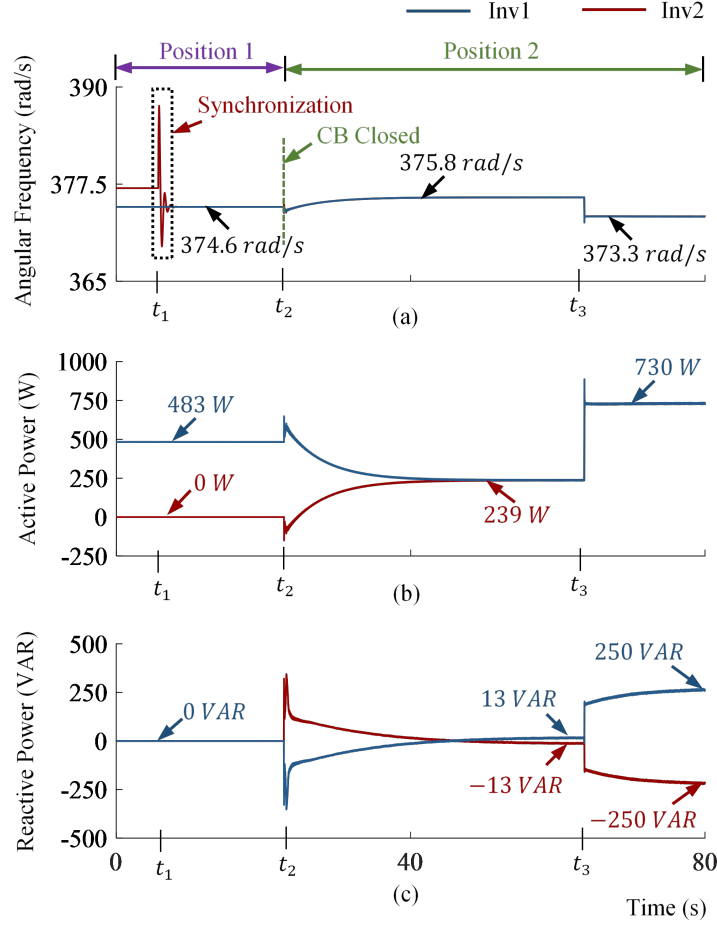 Inv1 Inv2
Position 1 Position 2
Angular Frequency (rad/s)
390
377.5
365
Synchronization
CB Closed
375.8 rad/s
374.6 rad/s
373.3 rad/s
t1 t2 t3
(a)
Active Power (W)
1000
750
500
250
0
-250
483 W
0 W
239 W
730 W
t1 t2 t3
(b)
Reactive Power (VAR)
500
250
0
-250
-500
0 VAR
13 VAR
−13 VAR
250 VAR
−250 VAR
0 t1 t2 40 t3 80
(c)
Time (s)